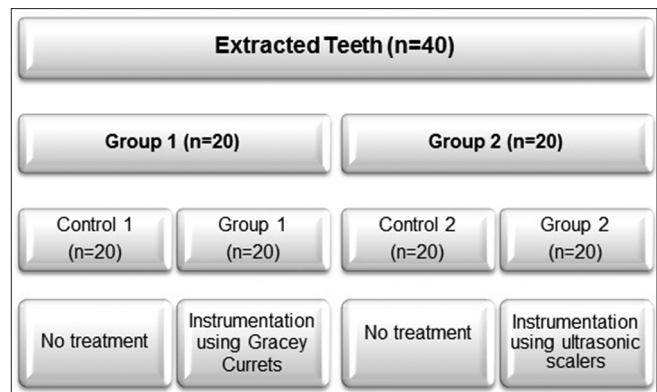 Extracted Teeth (n=40)
Group 1 (n=20)
Group 2 (n=20)
Control 1
(n=20)
Group 1
(n=20)
Control 2
(n=20)
Group 2
(n=20)
No treatment
Instrumentation
using Gracey
Currets
No treatment
Instrumentation
using ultrasonic
scalers